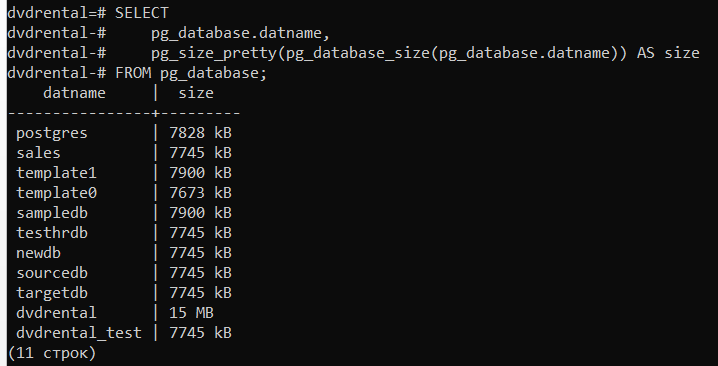 dvdrental=# SELECT
dvdrental-#     pg_database.datname,
dvdrental-#     pg_size_pretty(pg_database_size(pg_database.datname)) AS size
dvdrental-# FROM pg_database;
    datname     |  size
----------------+---------
 postgres       | 7828 kB
 sales          | 7745 kB
 template1      | 7900 kB
 template0      | 7673 kB
 sampledb       | 7900 kB
 testhrdb       | 7745 kB
 newdb          | 7745 kB
 sourcedb       | 7745 kB
 targetdb       | 7745 kB
 dvdrental      | 15 MB
 dvdrental_test | 7745 kB
(11 строк)